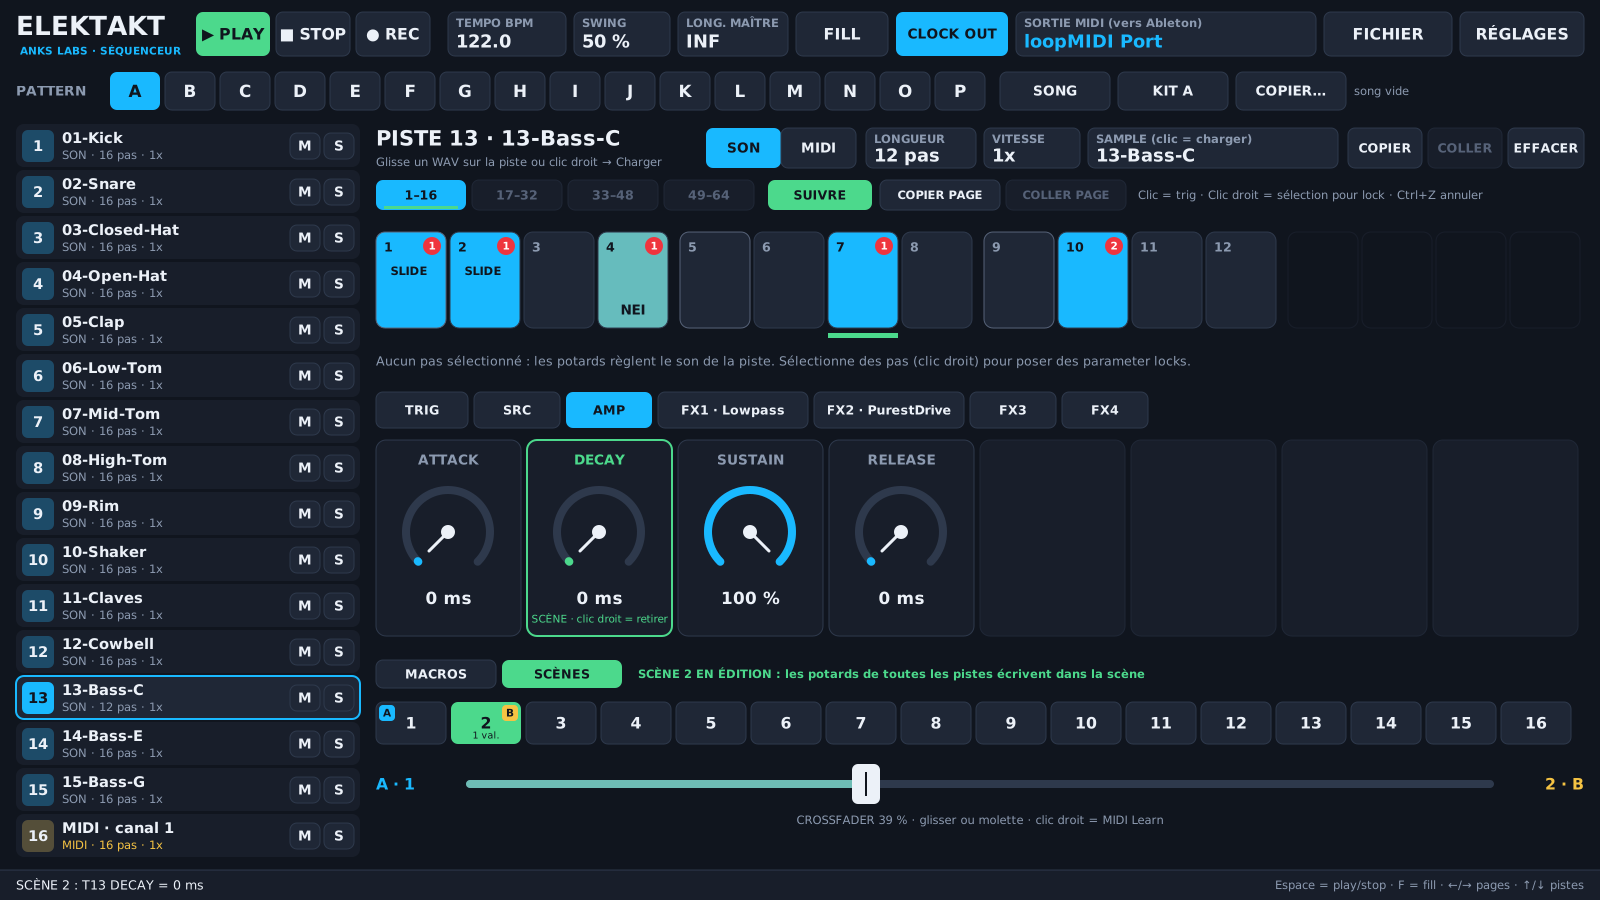 ELEKTAKT
ANKS LABS · SÉQUENCEUR
▶ PLAY
■ STOP
● REC
TEMPO BPM
122.0
SWING
50 %
LONG. MAÎTRE
INF
FILL
CLOCK OUT
SORTIE MIDI (vers Ableton)
loopMIDI Port
FICHIER
RÉGLAGES
PATTERN
A B C D E F G H I J K L M N O P
SONG
KIT A
COPIER...
song vide
1
01-Kick
SON · 16 pas · 1x
M S
2
02-Snare
SON · 16 pas · 1x
M S
3
03-Closed-Hat
SON · 16 pas · 1x
M S
4
04-Open-Hat
SON · 16 pas · 1x
M S
5
05-Clap
SON · 16 pas · 1x
M S
6
06-Low-Tom
SON · 16 pas · 1x
M S
7
07-Mid-Tom
SON · 16 pas · 1x
M S
8
08-High-Tom
SON · 16 pas · 1x
M S
9
09-Rim
SON · 16 pas · 1x
M S
10
10-Shaker
SON · 16 pas · 1x
M S
11
11-Claves
SON · 16 pas · 1x
M S
12
12-Cowbell
SON · 16 pas · 1x
M S
13
13-Bass-C
SON · 12 pas · 1x
M S
14
14-Bass-E
SON · 16 pas · 1x
M S
15
15-Bass-G
SON · 16 pas · 1x
M S
16
MIDI · canal 1
MIDI · 16 pas · 1x
M S
PISTE 13 · 13-Bass-C
Glisse un WAV sur la piste ou clic droit → Charger
SON
MIDI
LONGUEUR
12 pas
VITESSE
1x
SAMPLE (clic = charger)
13-Bass-C
COPIER
COLLER
EFFACER
1–16
17–32
33–48
49–64
SUIVRE
COPIER PAGE
COLLER PAGE
Clic = trig · Clic droit = sélection pour lock · Ctrl+Z annuler
1 1
SLIDE
2 1
SLIDE
3
4 1
NEI
5
6
7 1
8
9
10 2
11
12
Aucun pas sélectionné : les potards règlent le son de la piste. Sélectionne des pas (clic droit) pour poser des parameter locks.
TRIG
SRC
AMP
FX1 · Lowpass
FX2 · PurestDrive
FX3
FX4
ATTACK
0 ms
DECAY
0 ms
SCÈNE · clic droit = retirer
SUSTAIN
100 %
RELEASE
0 ms
MACROS
SCÈNES
SCÈNE 2 EN ÉDITION : les potards de toutes les pistes écrivent dans la scène
A 1
2 B
1 val.
3 4 5 6 7 8 9 10 11 12 13 14 15 16
A · 1
2 · B
CROSSFADER 39 % · glisser ou molette · clic droit = MIDI Learn
SCÈNE 2 : T13 DECAY = 0 ms
Espace = play/stop · F = fill · ←/→ pages · ↑/↓ pistes